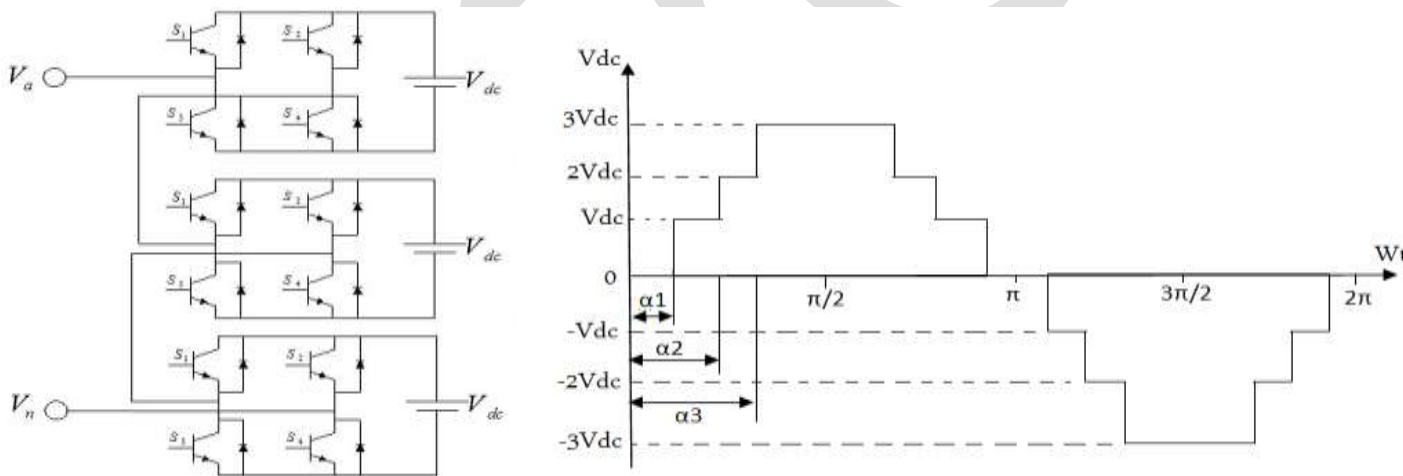 S1 S2
Va Vdc
S3 S4
S1 S2
Vdc
S3 S4
S1 S2
Vn Vdc
S3 S4
Vdc
3Vdc
2Vdc
Vdc
0
-Vdc
-2Vdc
-3Vdc
α1
α2
α3
π/2
π
3π/2
2π
Wt